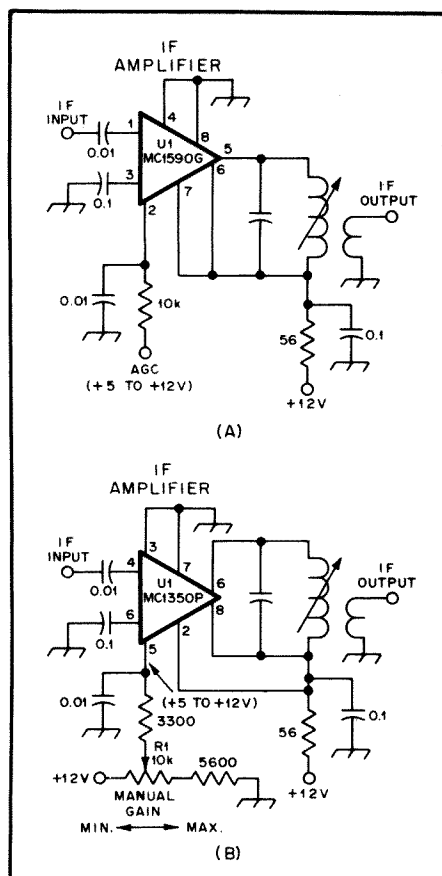 IF
AMPLIFIER
IF
INPUT
0.01
1
4
8
U1
MC1590G
5
6
3
0.1
2
7
IF
OUTPUT
0.01
10k
AGC
(+5 TO +12V)
56
0.1
+12V
(A)
IF
AMPLIFIER
IF
INPUT
0.01
4
3
7
U1
MC1350P
6
8
6
0.1
5
2
IF
OUTPUT
0.01
(+5 TO +12V)
3300
R1
10k
5600
+12V
MANUAL
GAIN
MIN. MAX.
56
0.1
+12V
(B)